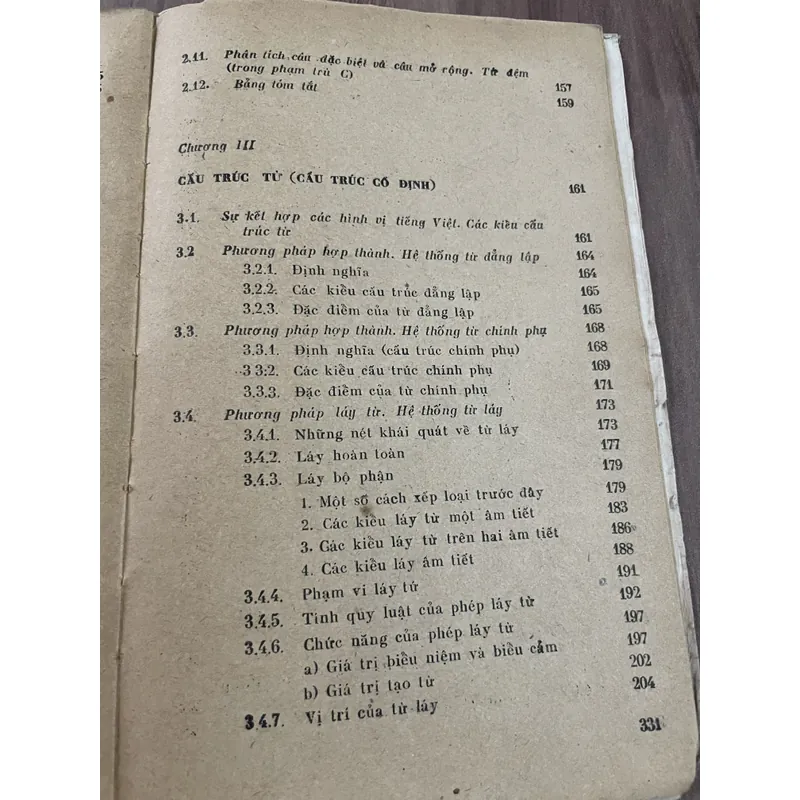 2.11. Phân tích câu đặc biệt và câu mở rộng. Từ đệm
(trong phạm trù C) 157
2.12. Bảng tóm tắt 159
Chương III
CẤU TRÚC TỪ (CẤU TRÚC CỐ ĐỊNH) 161
3.1. Sự kết hợp các hình vị tiếng Việt. Các kiểu cấu
trúc từ 161
3.2 Phương pháp hợp thành. Hệ thống từ đẳng lập 164
3.2.1. Định nghĩa 164
3.2.2. Các kiểu cấu trúc đẳng lập 165
3.2.3. Đặc điểm của từ đẳng lập 165
3.3. Phương pháp hợp thành. Hệ thống từ chính phụ 168
3.3.1. Định nghĩa (cấu trúc chính phụ) 168
3 3:2. Các kiểu cấu trúc chính phụ 169
3.3.3. Đặc điểm của từ chính phụ 171
3.4. Phương pháp láy từ. Hệ thống từ láy 173
3.4.1. Những nét khái quát về từ láy 173
3.4.2. Láy hoàn toàn 177
3.4.3. Láy bộ phận 179
1. Một số cách xếp loại trước đây 179
2. Các kiểu láy từ một âm tiết 183
3. Các kiểu láy từ trên hai âm tiết 186
4. Các kiểu láy âm tiết 188
3.4.4. Phạm vi láy từ 191
3.4.5. Tính quy luật của phép láy từ 192
3.4.6. Chức năng của phép láy từ 197
a) Giá trị biểu niệm và biểu cảm 197
b) Giá trị tạo từ 202
3.4.7. Vị trí của từ láy 204
331